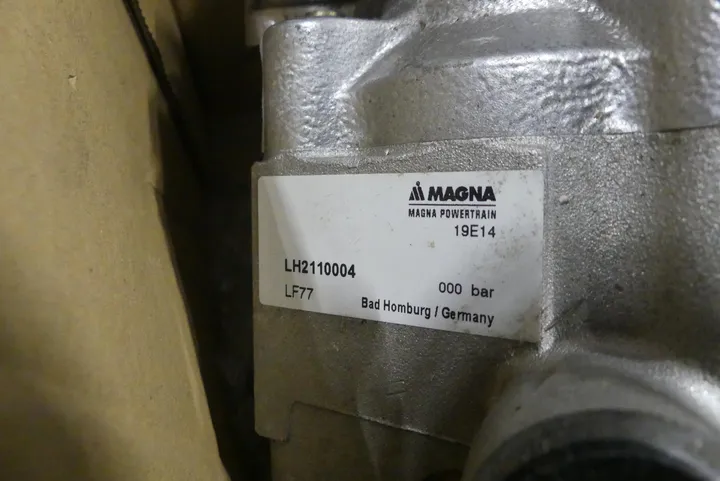 MAGNA
MAGNA POWERTRAIN
19E14
LH2110004
LF77 000 bar
Bad Homburg / Germany